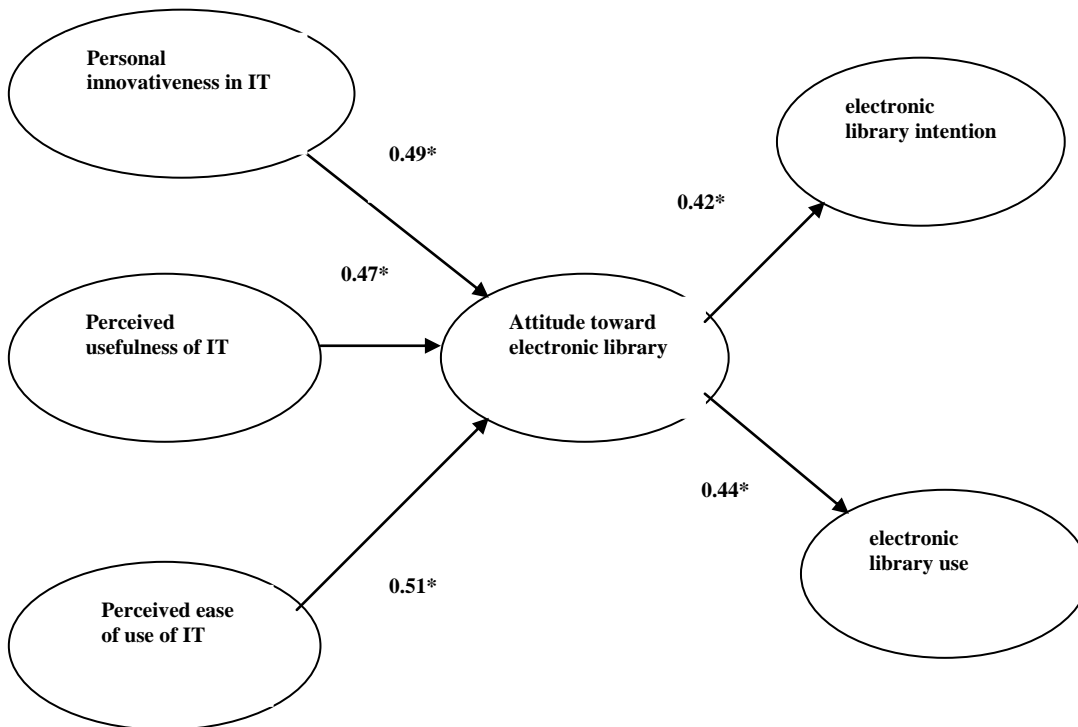 Personal
innovativeness in IT
0.49*
Perceived
usefulness of IT
0.47*
Perceived ease
of use of IT
0.51*
Attitude toward
electronic library
0.42*
electronic
library intention
0.44*
electronic
library use